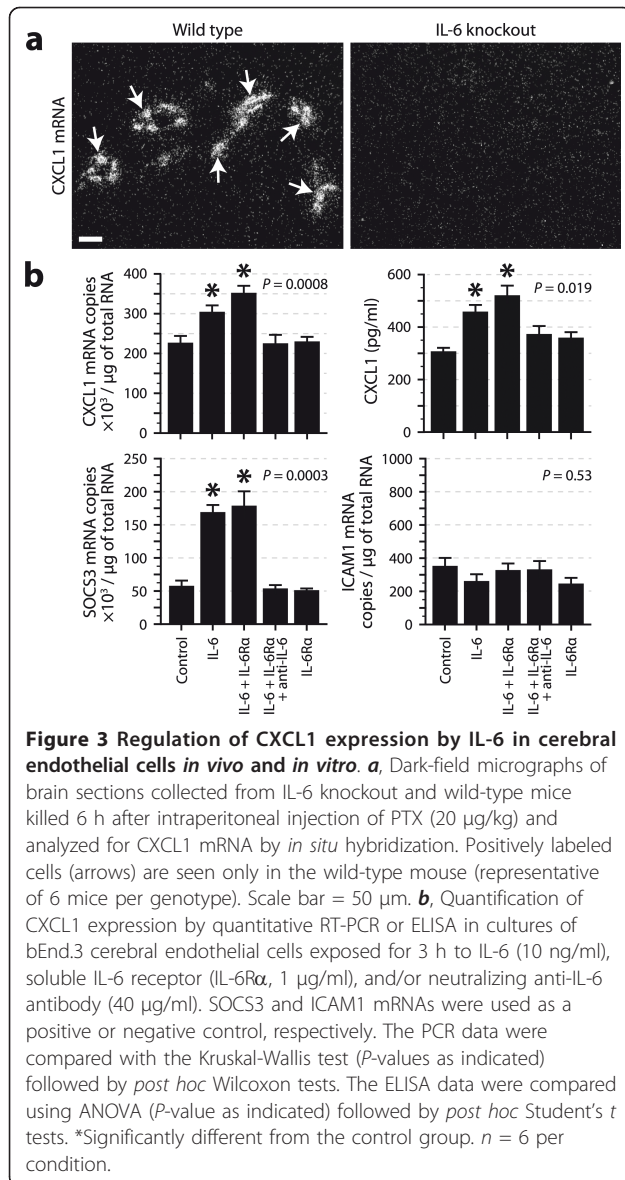 a
Wild type
IL-6 knockout
CXCL1 mRNA
b
CXCL1 mRNA copies
×10³ / μg of total RNA
400
300
200
100
0
* *
P = 0.0008
CXCL1 (pg/ml)
600
400
200
0
* *
P = 0.019
SOCS3 mRNA copies
×10³ / μg of total RNA
250
200
150
100
50
0
* *
P = 0.0003
ICAM1 mRNA
copies / μg of total RNA
1000
800
600
400
200
0
P = 0.53
Control
IL-6
IL-6 + IL-6Rα
IL-6 + IL-6Rα
+ anti-IL-6
IL-6Rα
Control
IL-6
IL-6 + IL-6Rα
IL-6 + IL-6Rα
+ anti-IL-6
IL-6Rα
Figure 3 Regulation of CXCL1 expression by IL-6 in cerebral
endothelial cells in vivo and in vitro. a, Dark-field micrographs of
brain sections collected from IL-6 knockout and wild-type mice
killed 6 h after intraperitoneal injection of PTX (20 μg/kg) and
analyzed for CXCL1 mRNA by in situ hybridization. Positively labeled
cells (arrows) are seen only in the wild-type mouse (representative
of 6 mice per genotype). Scale bar = 50 μm. b, Quantification of
CXCL1 expression by quantitative RT-PCR or ELISA in cultures of
bEnd.3 cerebral endothelial cells exposed for 3 h to IL-6 (10 ng/ml),
soluble IL-6 receptor (IL-6Rα, 1 μg/ml), and/or neutralizing anti-IL-6
antibody (40 μg/ml). SOCS3 and ICAM1 mRNAs were used as a
positive or negative control, respectively. The PCR data were
compared with the Kruskal-Wallis test (P-values as indicated)
followed by post hoc Wilcoxon tests. The ELISA data were compared
using ANOVA (P-value as indicated) followed by post hoc Student's t
tests. *Significantly different from the control group. n = 6 per
condition.